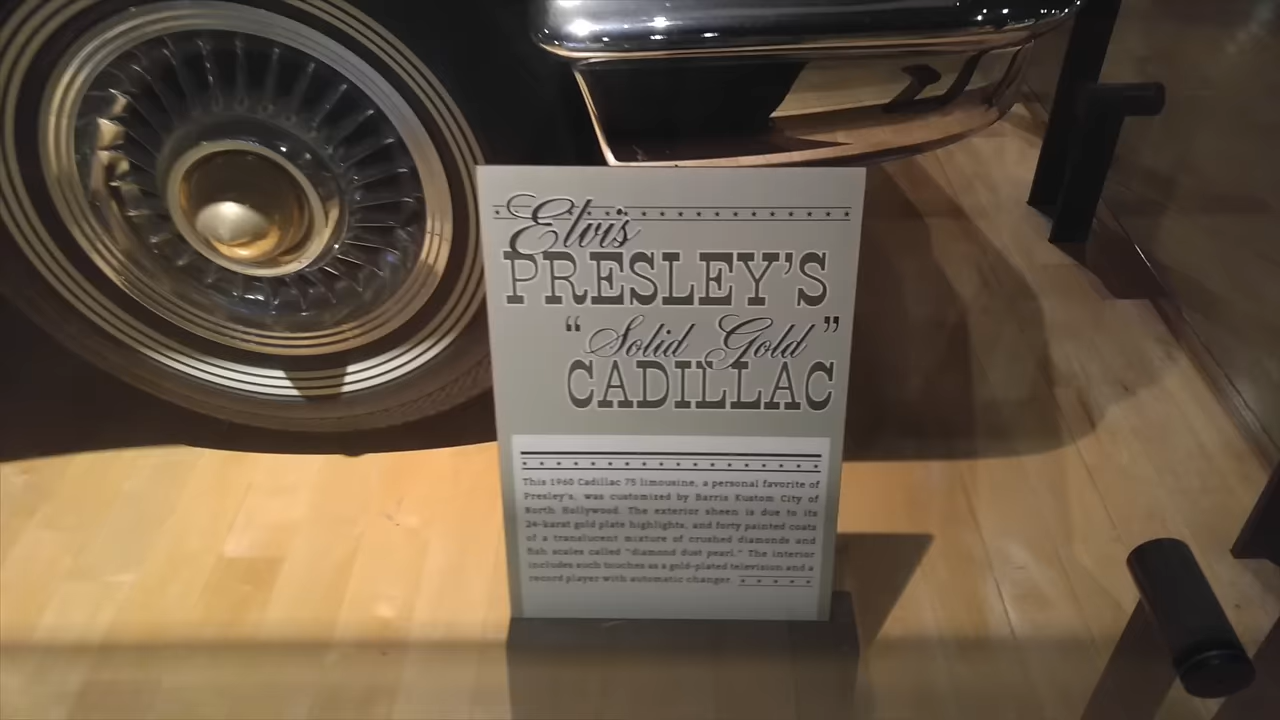 Elvis
PRESLEY'S
"Solid Gold"
CADILLAC
This 1960 Cadillac 75 limousine, a personal favorite of
Presley's, was customized by Barris Kustom City of
North Hollywood. The exterior sheen is due to its
24-karat gold plate highlights, and forty painted coats
of a translucent mixture of crushed diamonds and
fish scales called "diamond dust pearl." The interior
includes such touches as a gold-plated television and a
record player with automatic changer.